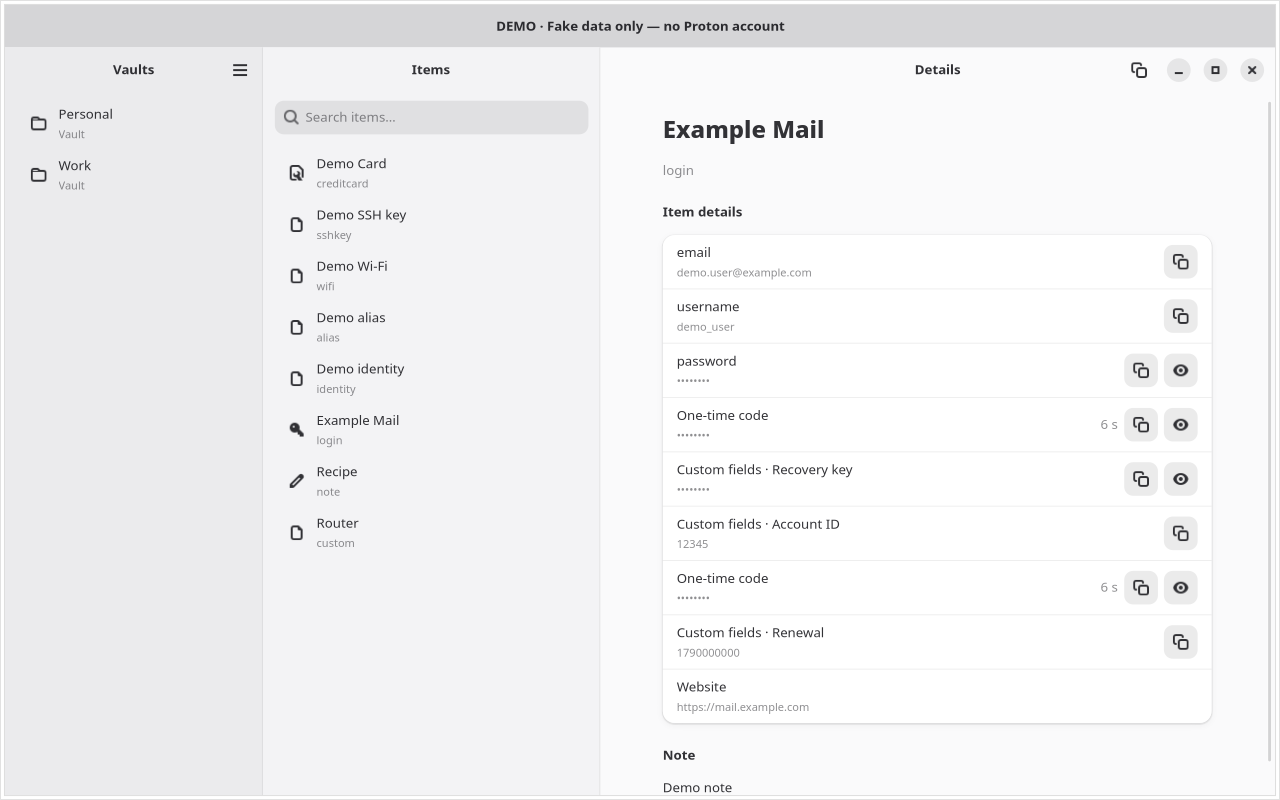 DEMO · Fake data only — no Proton account
Vaults
Personal
Vault
Work
Vault
Items
Search items...
Demo Card
creditcard
Demo SSH key
sshkey
Demo Wi-Fi
wifi
Demo alias
alias
Demo identity
identity
Example Mail
login
Recipe
note
Router
custom
Details
Example Mail
login
Item details
email
demo.user@example.com
username
demo_user
password
••••••••
One-time code
••••••••
6 s
Custom fields · Recovery key
••••••••
Custom fields · Account ID
12345
One-time code
••••••••
6 s
Custom fields · Renewal
1790000000
Website
https://mail.example.com
Note
Demo note